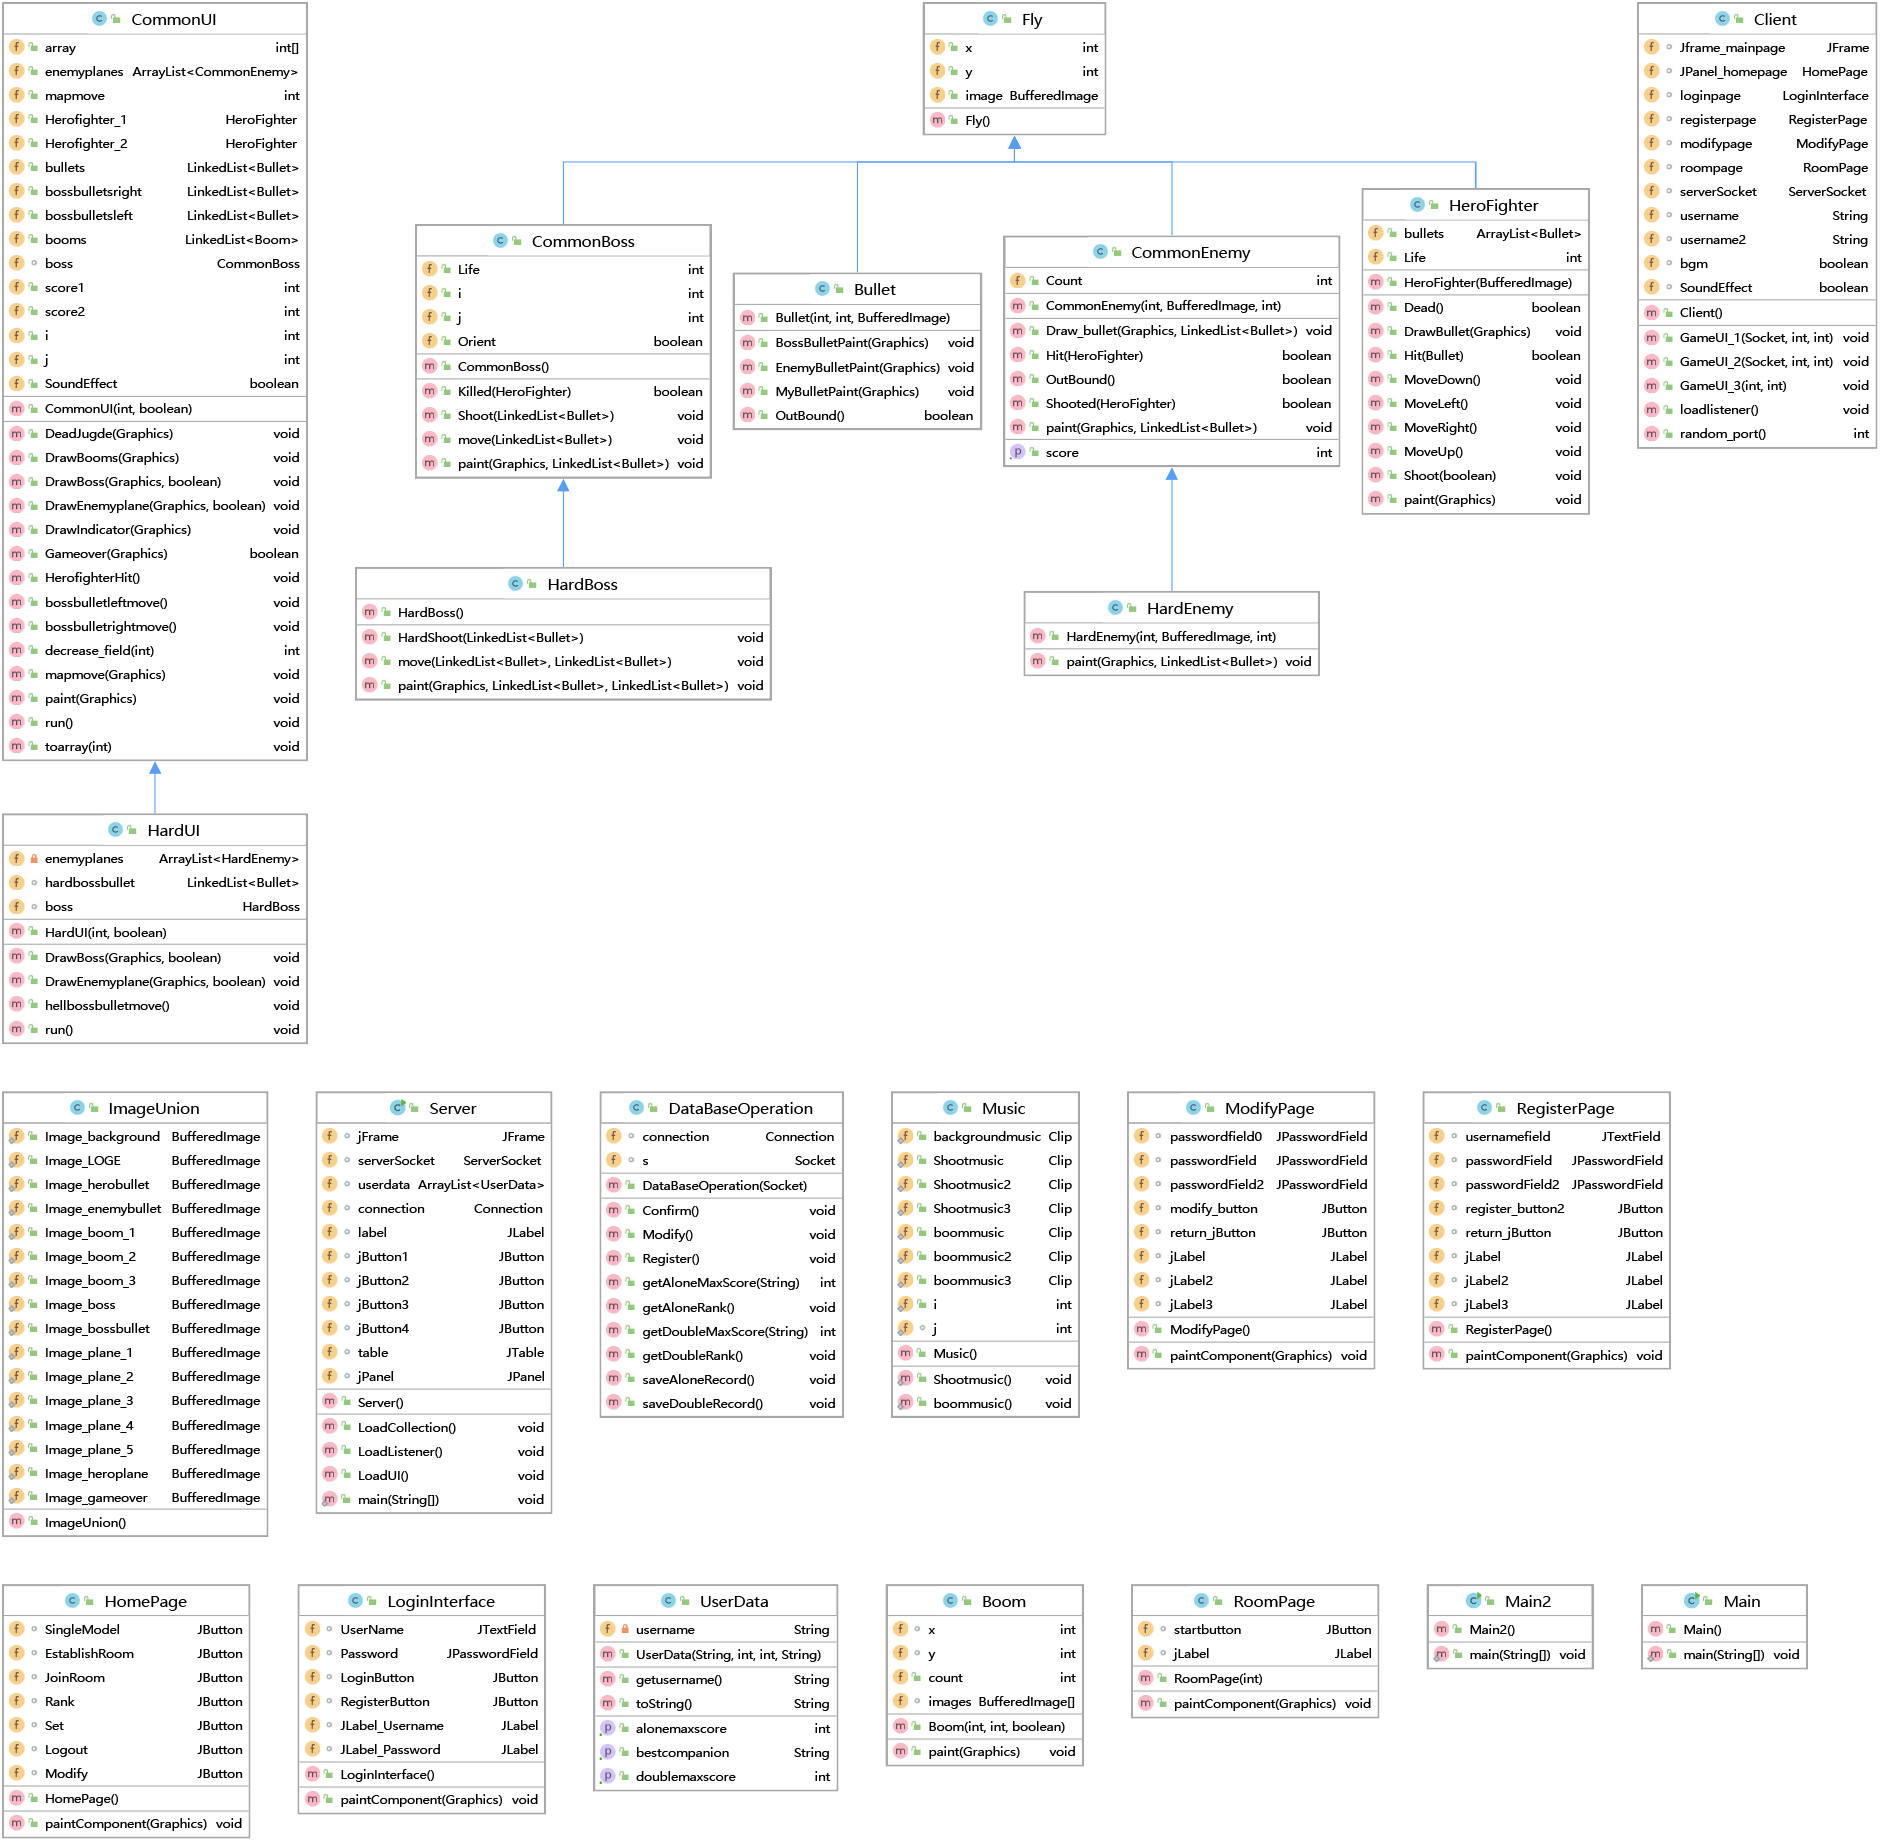 CommonUI
array int[]
enemyplanes ArrayList<CommonEnemy>
mapmove int
Herofighter_1 HeroFighter
Herofighter_2 HeroFighter
bullets LinkedList<Bullet>
bossbulletsright LinkedList<Bullet>
bossbulletsleft LinkedList<Bullet>
booms LinkedList<Boom>
boss CommonBoss
score1 int
score2 int
i int
j int
SoundEffect boolean
CommonUI(int, boolean)
DeadJugde(Graphics) void
DrawBooms(Graphics) void
DrawBoss(Graphics, boolean) void
DrawEnemyplane(Graphics, boolean) void
DrawIndicator(Graphics) void
Gameover(Graphics) boolean
HerofighterHit() void
bossbulletleftmove() void
bossbulletrightmove() void
decrease_field(int) int
mapmove(Graphics) void
paint(Graphics) void
run() void
toarray(int) void
Fly
x int
y int
image BufferedImage
Fly()
Client
Jframe_mainpage JFrame
JPanel_homepage HomePage
loginpage LoginInterface
registerpage RegisterPage
modifypage ModifyPage
roompage RoomPage
serverSocket ServerSocket
username String
username2 String
bgm boolean
SoundEffect boolean
Client()
GameUI_1(Socket, int, int) void
GameUI_2(Socket, int, int) void
GameUI_3(int, int) void
loadlistener() void
random_port() int
CommonBoss
Life int
i int
j int
Orient boolean
CommonBoss()
Killed(HeroFighter) boolean
Shoot(LinkedList<Bullet>) void
move(LinkedList<Bullet>) void
paint(Graphics, LinkedList<Bullet>) void
Bullet
Bullet(int, int, BufferedImage)
BossBulletPaint(Graphics) void
EnemyBulletPaint(Graphics) void
MyBulletPaint(Graphics) void
OutBound() boolean
CommonEnemy
Count int
CommonEnemy(int, BufferedImage, int)
Draw_bullet(Graphics, LinkedList<Bullet>) void
Hit(HeroFighter) boolean
OutBound() boolean
Shooted(HeroFighter) boolean
paint(Graphics, LinkedList<Bullet>) void
score int
HeroFighter
bullets ArrayList<Bullet>
Life int
HeroFighter(BufferedImage)
Dead() boolean
DrawBullet(Graphics) void
Hit(Bullet) boolean
MoveDown() void
MoveLeft() void
MoveRight() void
MoveUp() void
Shoot(boolean) void
paint(Graphics) void
HardBoss
HardBoss()
HardShoot(LinkedList<Bullet>) void
move(LinkedList<Bullet>, LinkedList<Bullet>) void
paint(Graphics, LinkedList<Bullet>, LinkedList<Bullet>) void
HardEnemy
HardEnemy(int, BufferedImage, int)
paint(Graphics, LinkedList<Bullet>) void
HardUI
enemyplanes ArrayList<HardEnemy>
hardbossbullet LinkedList<Bullet>
boss HardBoss
HardUI(int, boolean)
DrawBoss(Graphics, boolean) void
DrawEnemyplane(Graphics, boolean) void
hellbossbulletmove() void
run() void
ImageUnion
Image_background BufferedImage
Image_LOGE BufferedImage
Image_herobullet BufferedImage
Image_enemybullet BufferedImage
Image_boom_1 BufferedImage
Image_boom_2 BufferedImage
Image_boom_3 BufferedImage
Image_boss BufferedImage
Image_bossbullet BufferedImage
Image_plane_1 BufferedImage
Image_plane_2 BufferedImage
Image_plane_3 BufferedImage
Image_plane_4 BufferedImage
Image_plane_5 BufferedImage
Image_heroplane BufferedImage
Image_gameover BufferedImage
ImageUnion()
Server
jFrame JFrame
serverSocket ServerSocket
userdata ArrayList<UserData>
connection Connection
label JLabel
jButton1 JButton
jButton2 JButton
jButton3 JButton
jButton4 JButton
table JTable
jPanel JPanel
Server()
LoadCollection() void
LoadListener() void
LoadUI() void
main(String[]) void
DataBaseOperation
connection Connection
s Socket
DataBaseOperation(Socket)
Confirm() void
Modify() void
Register() void
getAloneMaxScore(String) int
getAloneRank() void
getDoubleMaxScore(String) int
getDoubleRank() void
saveAloneRecord() void
saveDoubleRecord() void
Music
backgroundmusic Clip
Shootmusic Clip
Shootmusic2 Clip
Shootmusic3 Clip
boommusic Clip
boommusic2 Clip
boommusic3 Clip
i int
j int
Music()
Shootmusic() void
boommusic() void
ModifyPage
passwordfield0 JPasswordField
passwordField JPasswordField
passwordField2 JPasswordField
modify_button JButton
return_jButton JButton
jLabel JLabel
jLabel2 JLabel
jLabel3 JLabel
ModifyPage()
paintComponent(Graphics) void
RegisterPage
usernamefield JTextField
passwordField JPasswordField
passwordField2 JPasswordField
register_button2 JButton
return_jButton JButton
jLabel JLabel
jLabel2 JLabel
jLabel3 JLabel
RegisterPage()
paintComponent(Graphics) void
HomePage
SingleModel JButton
EstablishRoom JButton
JoinRoom JButton
Rank JButton
Set JButton
Logout JButton
Modify JButton
HomePage()
paintComponent(Graphics) void
LoginInterface
UserName JTextField
Password JPasswordField
LoginButton JButton
RegisterButton JButton
JLabel_Username JLabel
JLabel_Password JLabel
LoginInterface()
paintComponent(Graphics) void
UserData
username String
UserData(String, int, int, String)
getusername() String
toString() String
alonemaxscore int
bestcompanion String
doublemaxscore int
Boom
x int
y int
count int
images BufferedImage[]
Boom(int, int, boolean)
paint(Graphics) void
RoomPage
startbutton JButton
jLabel JLabel
RoomPage(int)
paintComponent(Graphics) void
Main2
Main2()
main(String[]) void
Main
Main()
main(String[]) void